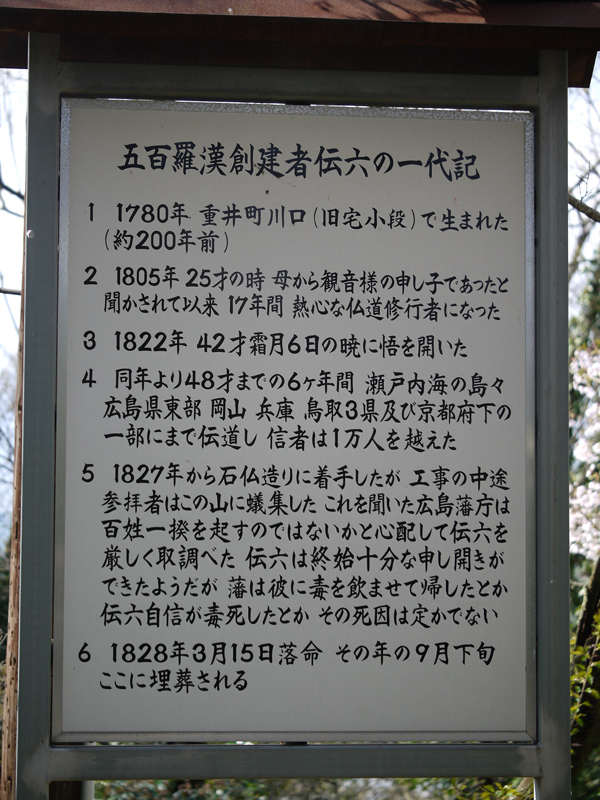 五百羅漢創建者伝六の一代記
1 1780年 重井町川口(旧宅小段)で生まれた
(約200年前)
2 1805年 25才の時 母から観音様の申し子であったと
聞かされて以来 17年間 熱心な仏道修行者になった
3 1822年 42才霜月6日の暁に悟を開いた
4 同年より48才までの6ヶ年間 瀬戸内海の島々
広島県東部 岡山 兵庫 鳥取3県及び京都府下の
一部にまで伝道し 信者は1万人を越えた
5 1827年から石仏造りに着手したが 工事の中途
参拝者はこの山に蟻集した これを聞いた広島藩庁は
百姓一揆を起すのではないかと心配して伝六を
厳しく取調べた 伝六は終始十分な申し開きが
できたようだが 藩は彼に毒を飲ませて帰したとか
伝六自信が毒死したとか その死因は定かでない
6 1828年3月15日落命 その年の9月下旬
ここに埋葬される